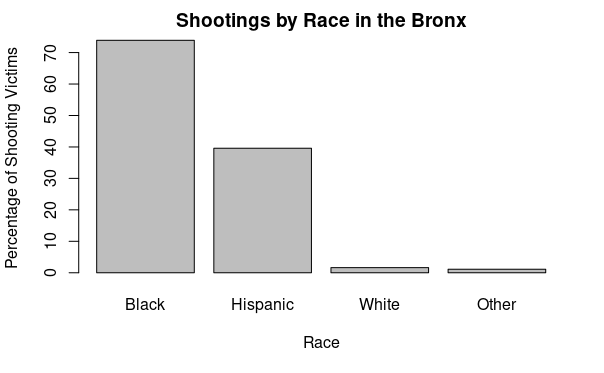 Shootings by Race in the Bronx
Percentage of Shooting Victims
70
60
50
40
30
20
10
0
Black Hispanic White Other
Race